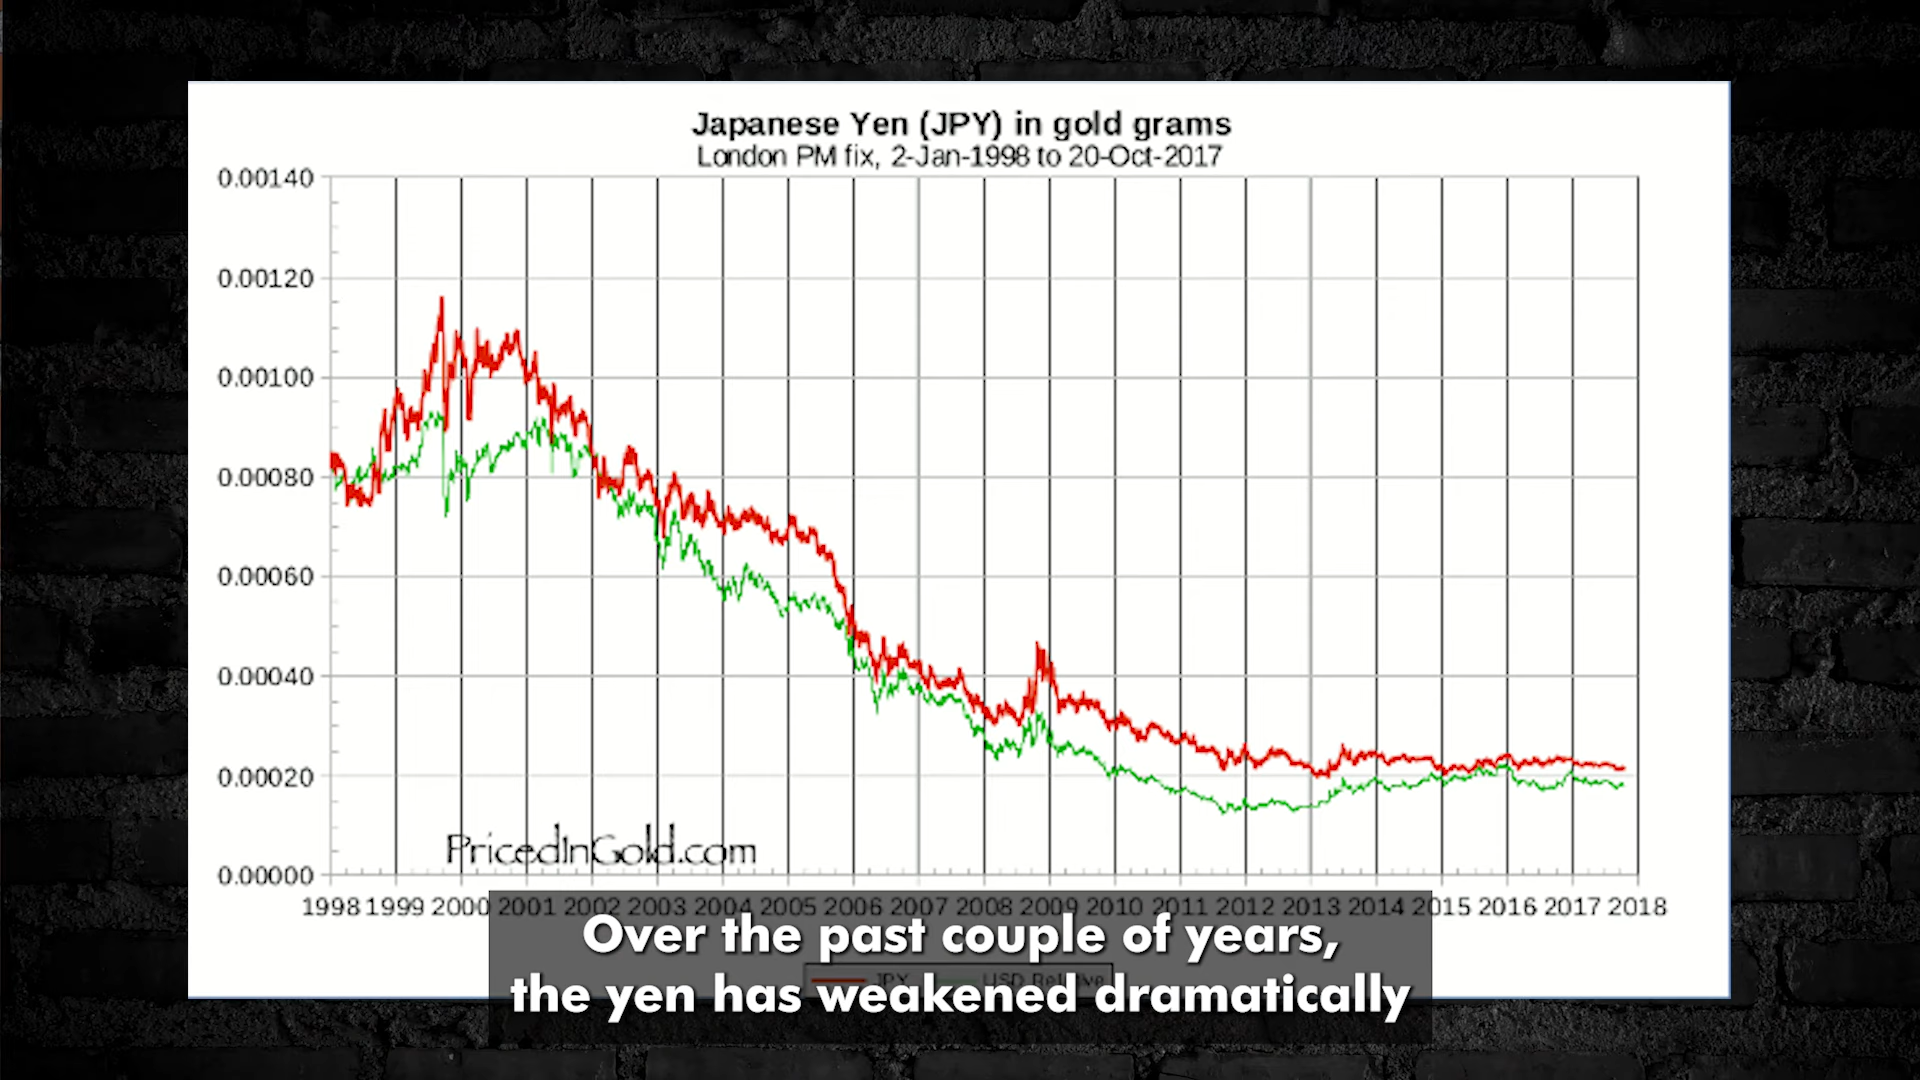 Japanese Yen (JPY) in gold grams
London PM fix, 2-Jan-1998 to 20-Oct-2017
0.00140
0.00120
0.00100
0.00080
0.00060
0.00040
0.00020
0.00000
PricedInGold.com
1998 1999 2000 2001 2002 2003 2004 2005 2006 2007 2008 2009 2010 2011 2012 2013 2014 2015 2016 2017 2018
JPY USD Relative
Over the past couple of years,
the yen has weakened dramatically